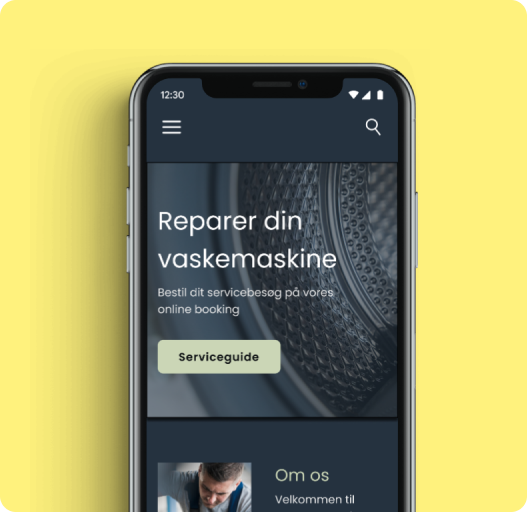 12:30
Reparer din
vaskemaskine
Bestil dit servicebesøg på vores
online booking
Serviceguide
Om os
Velkommen til